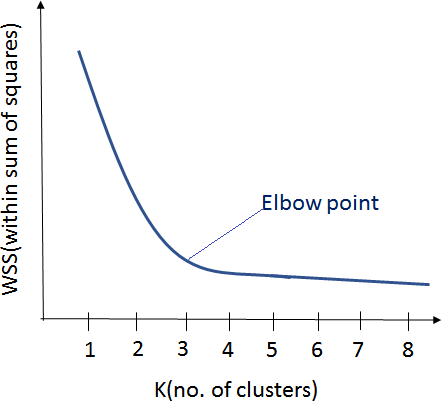 WSS(within sum of squares)
Elbow point
1 2 3 4 5 6 7 8
K(no. of clusters)